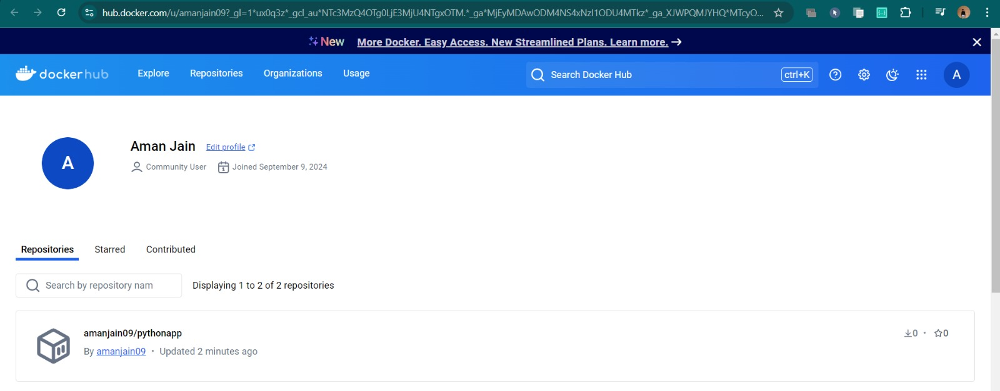 hub.docker.com/u/amanjain09?_gl=1*ux0q3z*_gcl_au*NTc3MzQ4OTg0LjE3MjU4NTgxOTM.*_ga*MjEyMDAwODM4NS4xNzI1ODU4MTkz*_ga_XJWPQMJYHQ*MTcyO...
New More Docker. Easy Access. New Streamlined Plans. Learn more. →
dockerhub Explore Repositories Organizations Usage Search Docker Hub ctrl+K A
A
Aman Jain Edit profile
Community User 1 Joined September 9, 2024
Repositories Starred Contributed
Search by repository nam Displaying 1 to 2 of 2 repositories
amanjain09/pythonapp 0 • 0
By amanjain09 • Updated 2 minutes ago